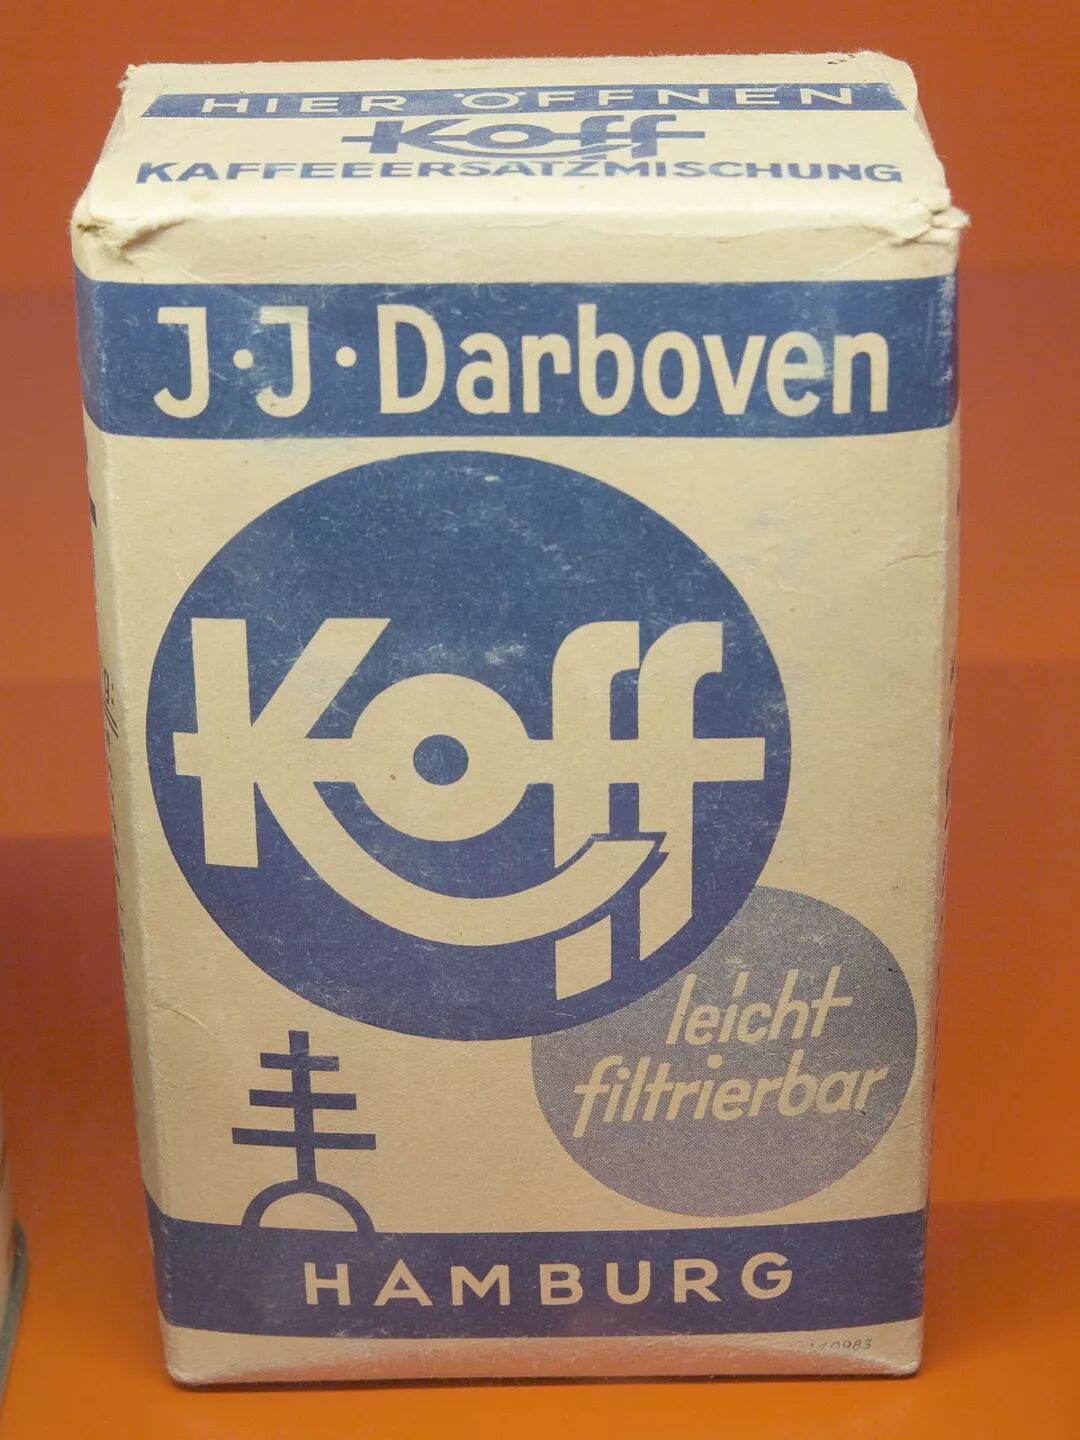 HIER ÖFFNEN
Koff
KAFFEEERSATZMISCHUNG
J·J·Darboven
Koff
leicht
filtrierbar
HAMBURG